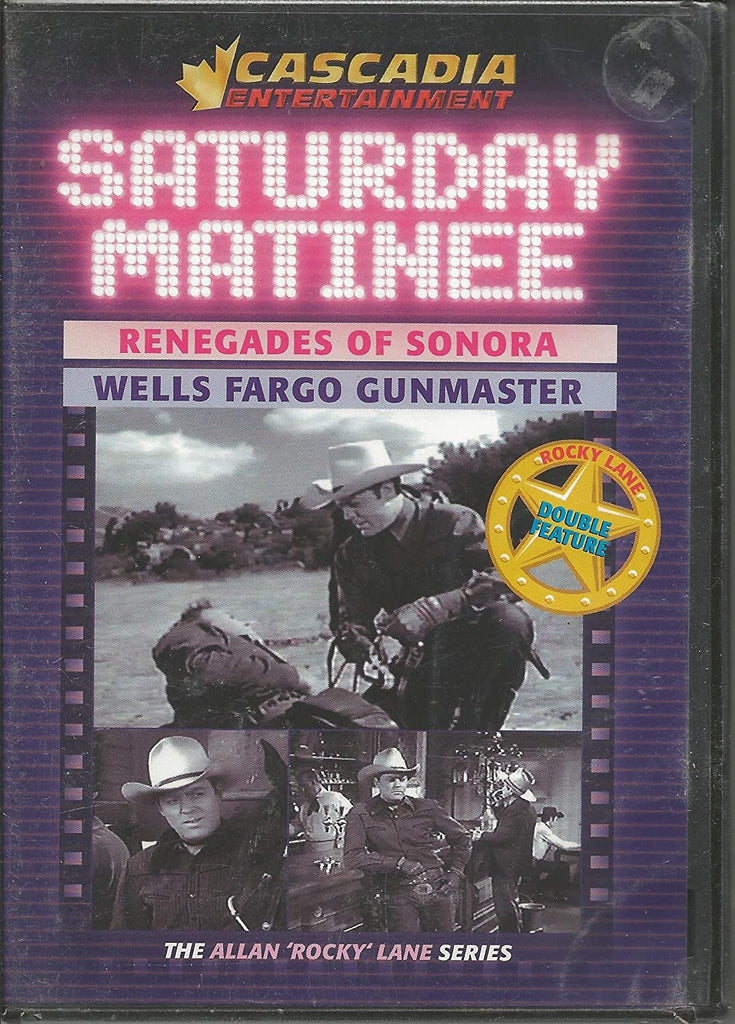 CASCADIA
ENTERTAINMENT
SATURDAY
MATINEE
RENEGADES OF SONORA
WELLS FARGO GUNMASTER
ROCKY LANE
DOUBLE
FEATURE
THE ALLAN 'ROCKY' LANE SERIES